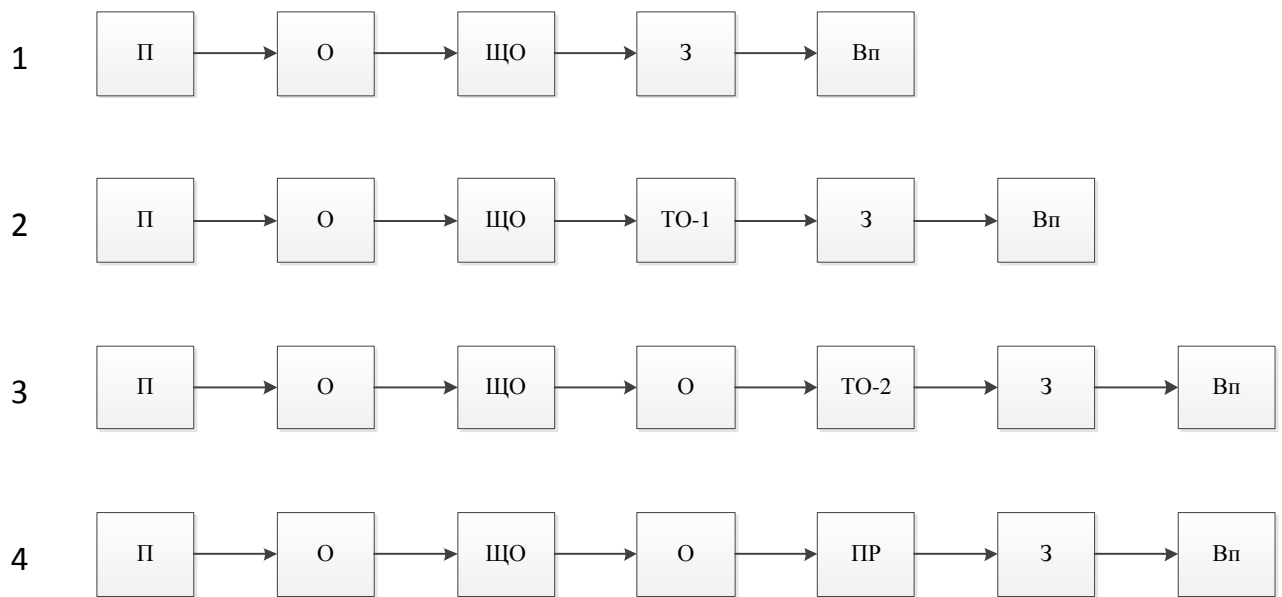 1 П О ЩО З Вп
2 П О ЩО ТО-1 З Вп
3 П О ЩО О ТО-2 З Вп
4 П О ЩО О ПР З Вп